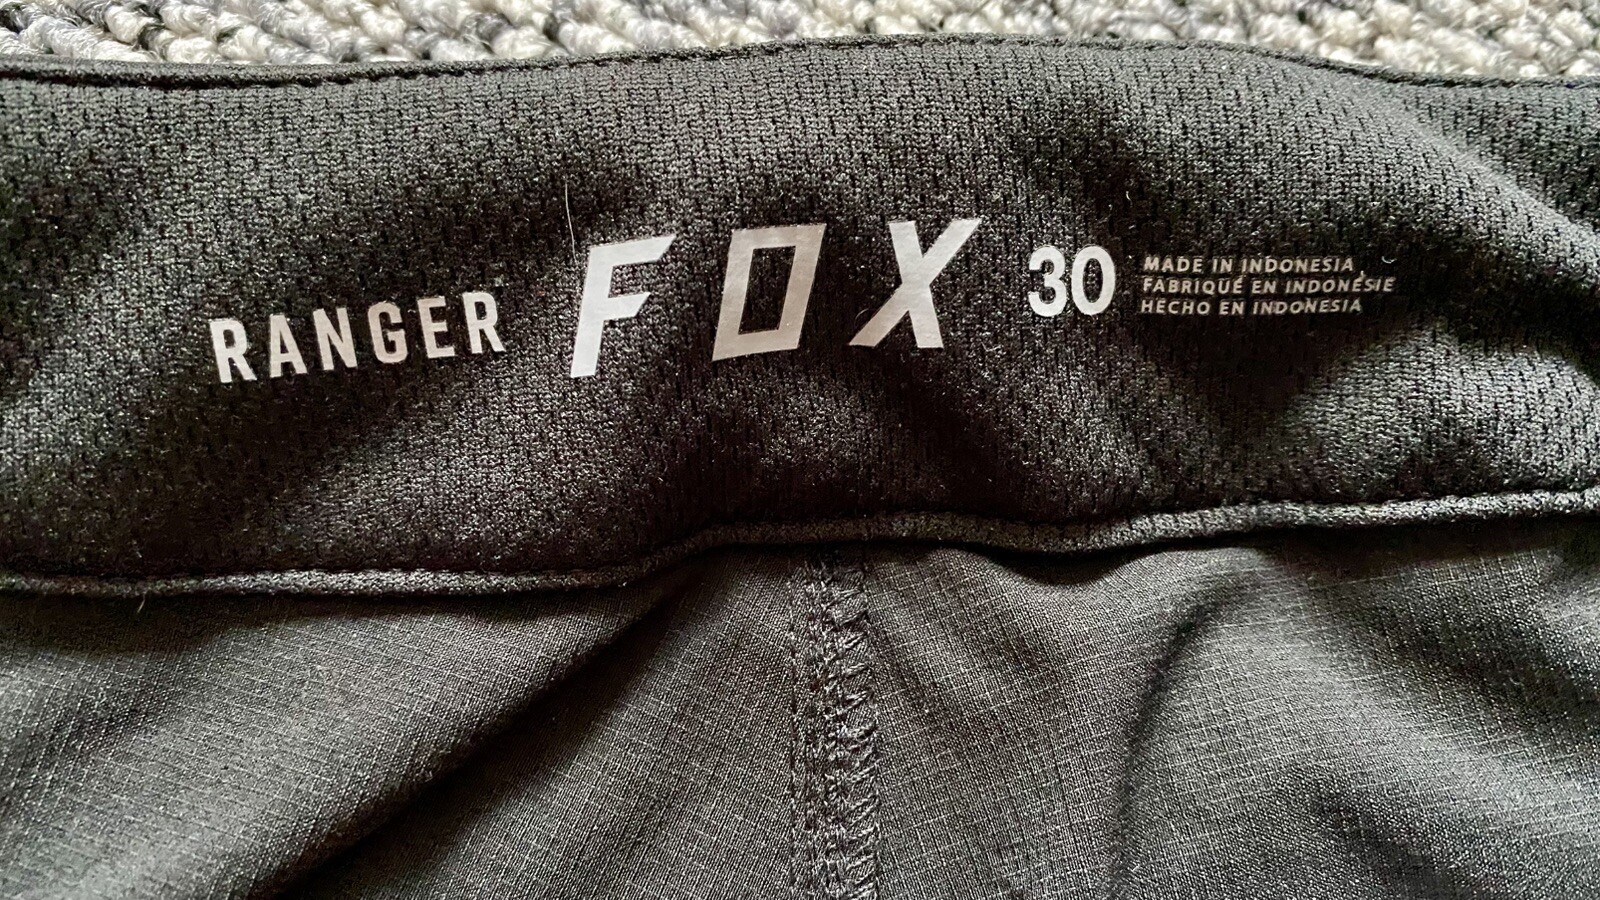 RANGER FOX 30
MADE IN INDONESIA
FABRIQUÉ EN INDONÉSIE
HECHO EN INDONESIA